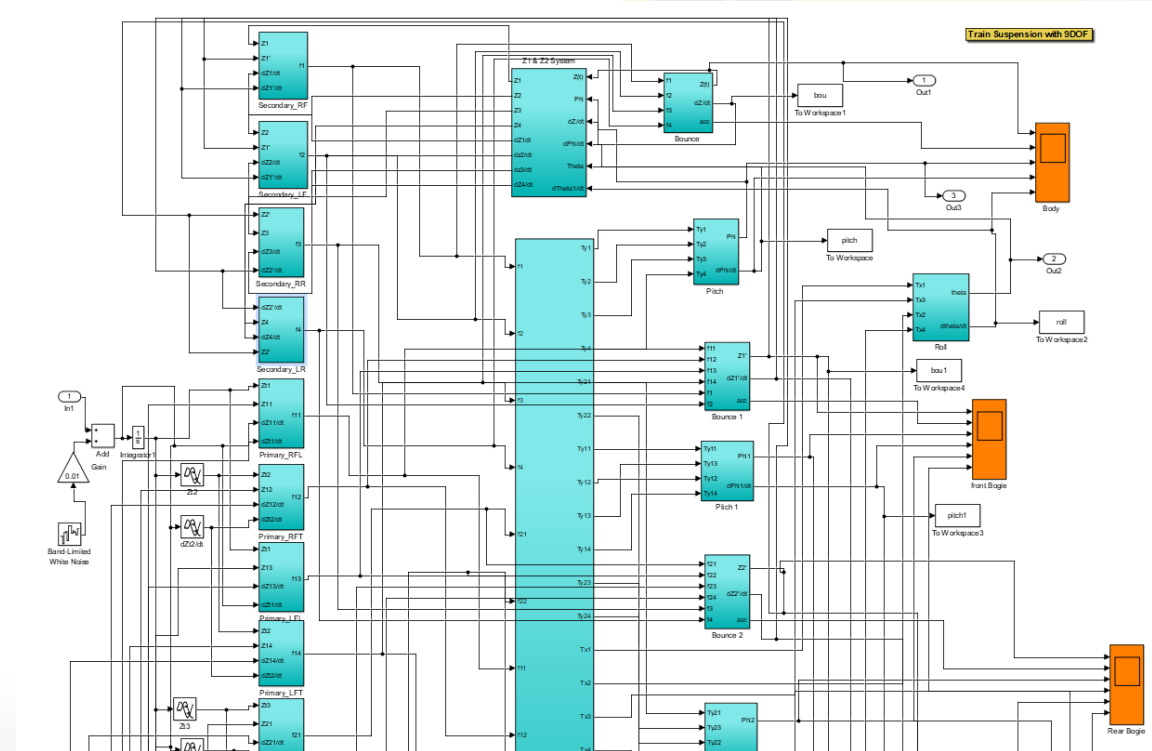 Train Suspension with 9DOF
Z1
Z1'
dZ1/dt
dZ1'/dt
f1
Secondary_RF
Z2
Z1'
dZ2/dt
dZ1'/dt
f2
Secondary_LF
Z2'
Z3
dZ3/dt
dZ2'/dt
f3
Secondary_RR
dZ2'/dt
Z4
dZ4/dt
Z2'
f4
Secondary_LR
Z1 & Z2 System
Z1
Z2
Z3
Z4
dZ1dt
dz2/dt
dz3/dt
dZ4/dt
Z(t)
Phi
dZ/dt
dPhi/dt
Theta
dTheta1/dt
f1
f2
f3
f4
Z(t)
dZ/dt
acc
Bounce
bou
To Workspace1
1
Out1
3
Out3
Body
2
Out2
Ty1
Ty2
Ty3
Ty4
Phi
dPhi/dt
Pitch
pitch
To Workspace
Tx1
Tx3
Tx2
Tx4
theta
dtheta/dt
Roll
roll
To Workspace2
bou1
To Workspace4
f11
f12
f13
f14
f1
f2
Z1'
dZ1'/dt
acc
Bounce 1
front Bogie
Ty11
Ty13
Ty12
Ty14
Phi1
dPhi1/dt
Pitch 1
pitch1
To Workspace3
f21
f22
f23
f24
f3
f4
Z2'
dZ2'/dt
acc
Bounce 2
Rear Bogie
Ty21
Ty23
Ty22
Phi2
f1
f2
f3
f4
f21
f22
f11
f12
Ty1
Ty2
Ty3
Ty4
Ty21
Ty22
Ty11
Ty12
Ty13
Ty14
Ty23
Ty24
Tx1
Tx2
Tx3
1
In1
Add
Gain
0.01
1
s
Integrator1
Band-Limited
White Noise
Zt2
dZt2/dt
Zt3
Zt1
Z11
dZ11/dt
dZt1/dt
f11
Primary_RFL
Zt2
Z12
dZ12/dt
dZt2/dt
f12
Primary_RFT
Zt1
Z13
dZ13/dt
dZt1/dt
f13
Primary_LFL
Zt2
Z14
dZ14/dt
dZt2/dt
f14
Primary_LFT
Zt3
Z21
dZ21/dt
f21